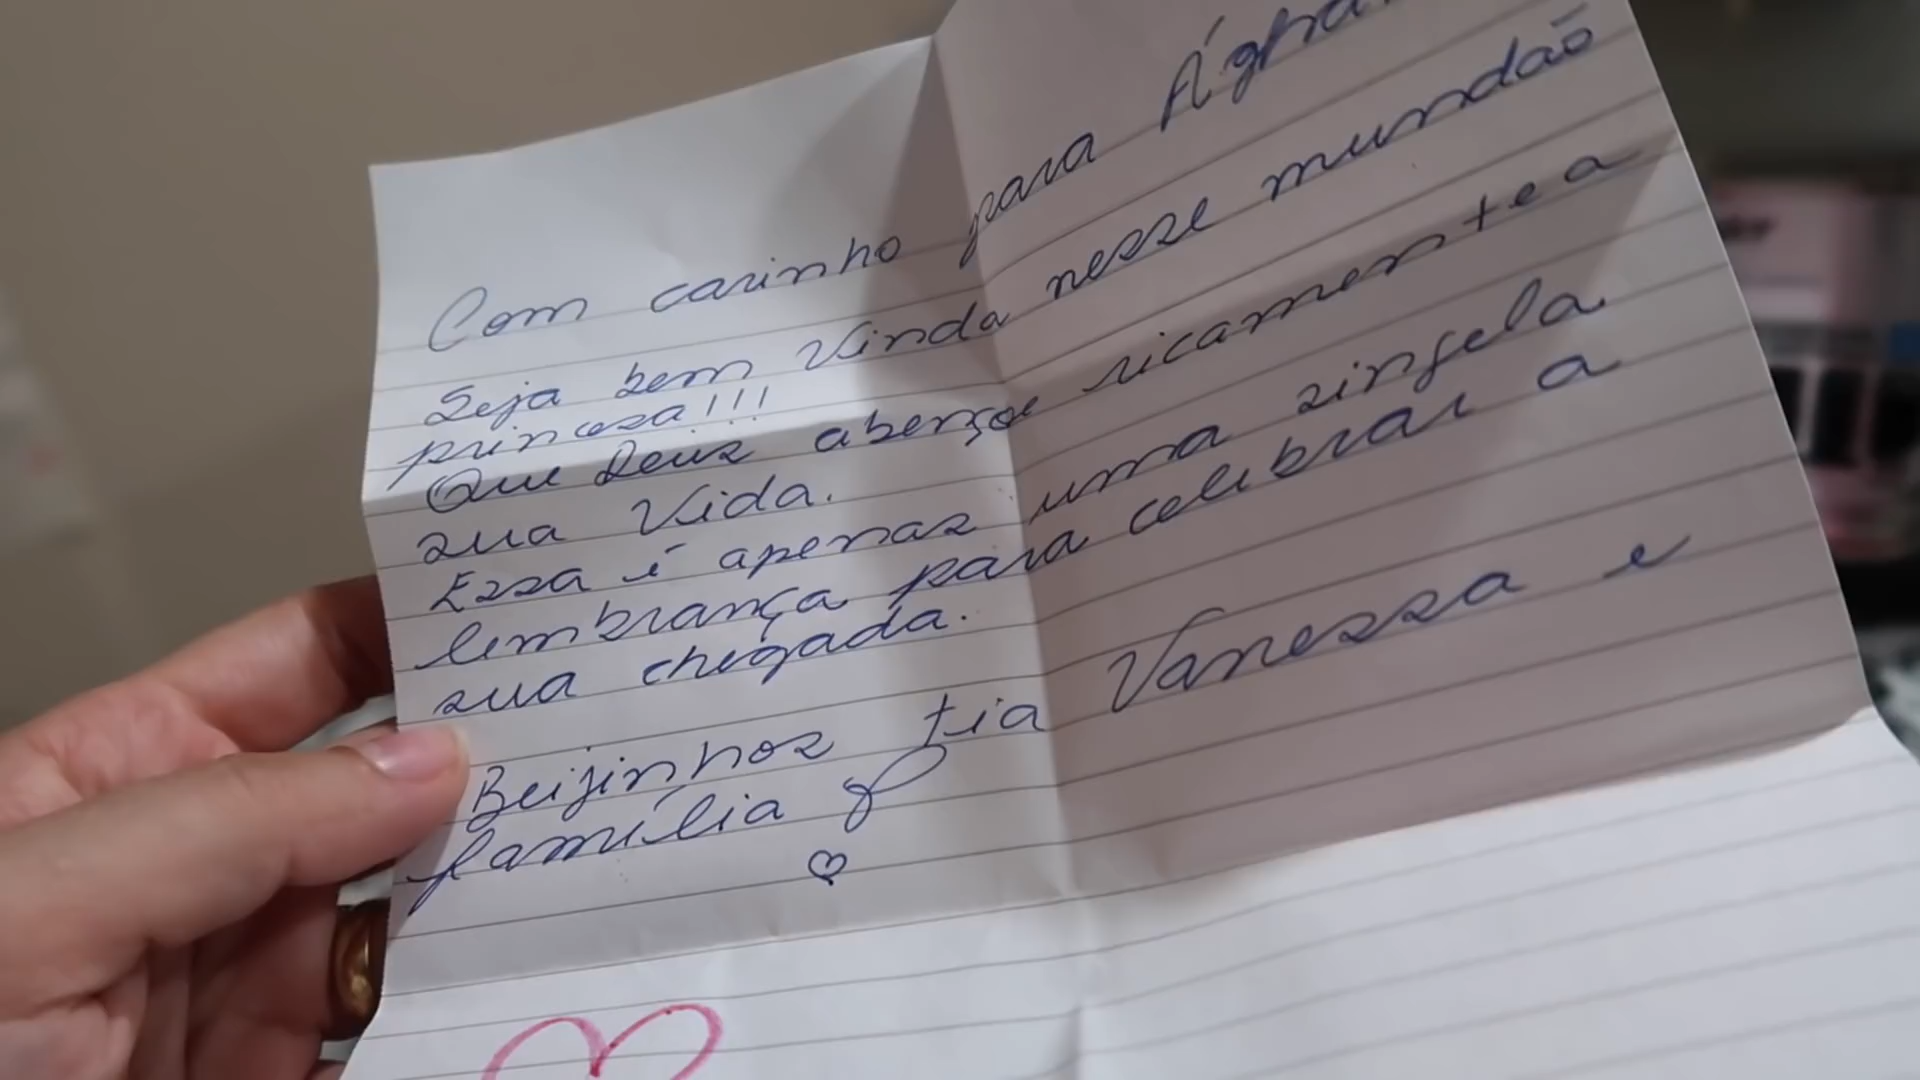 Com carinho para
Seja bem Vinda nesse mundão
princesa!!!
Que Deus abençoe ricamente a
sua Vida.
Essa é apenas uma singela
lembrança para celebrar a
sua chegada.
Beijinhos tia Vanessa e
família